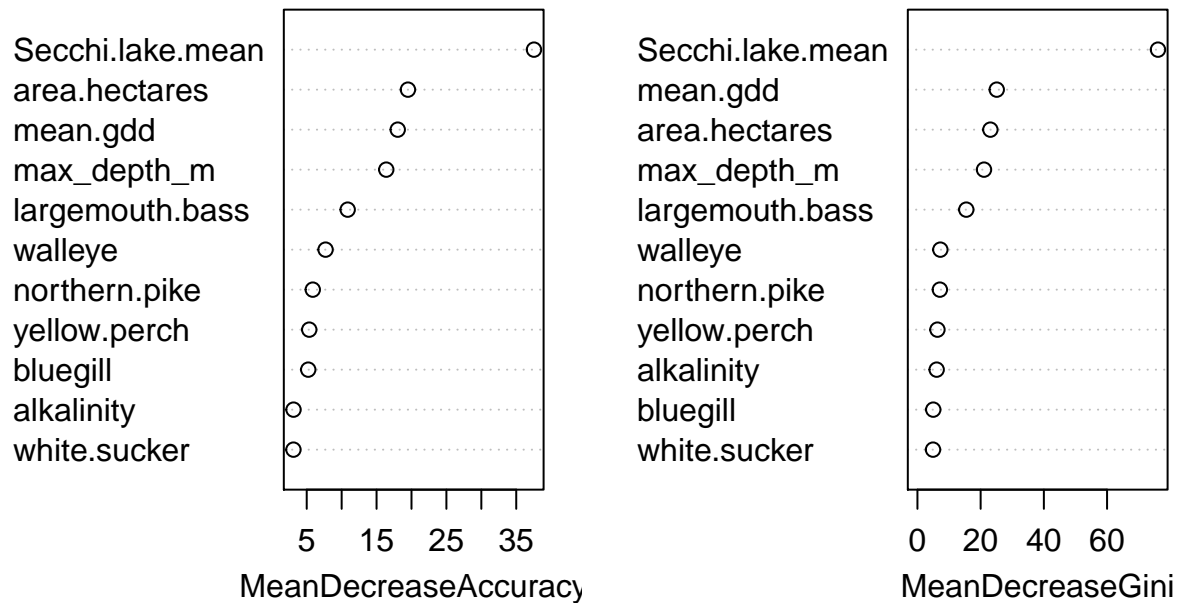 Secchi.lake.mean
area.hectares
mean.gdd
max_depth_m
largemouth.bass
walleye
northern.pike
yellow.perch
bluegill
alkalinity
white.sucker
5 15 25 35
MeanDecreaseAccuracy
Secchi.lake.mean
mean.gdd
area.hectares
max_depth_m
largemouth.bass
walleye
northern.pike
yellow.perch
alkalinity
bluegill
white.sucker
0 20 40 60
MeanDecreaseGini